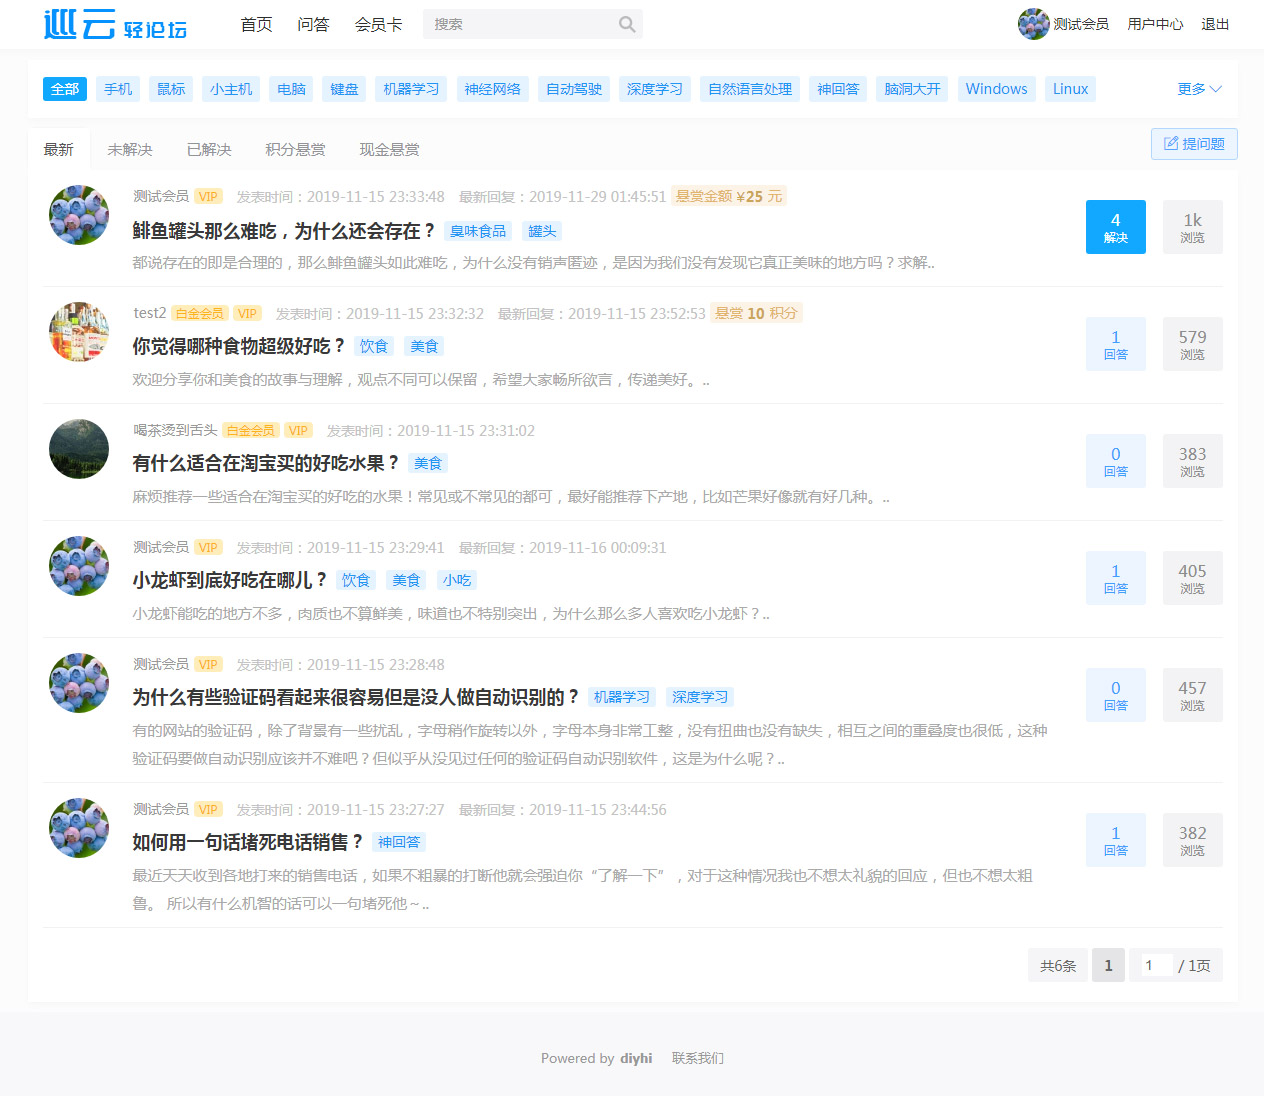 巡云 轻论坛 首页 问答 会员卡 搜索 测试会员 用户中心 退出
全部 手机 鼠标 小主机 电脑 键盘 机器学习 神经网络 自动驾驶 深度学习 自然语言处理 神回答 脑洞大开 Windows Linux 更多
最新 未解决 已解决 积分悬赏 现金悬赏 提问题
测试会员 VIP 发表时间：2019-11-15 23:33:48 最新回复：2019-11-29 01:45:51 悬赏金额 ¥25 元
鲱鱼罐头那么难吃，为什么还会存在？ 臭味食品 罐头
4 1k
解决 浏览
都说存在的即是合理的，那么鲱鱼罐头如此难吃，为什么没有销声匿迹，是因为我们没有发现它真正美味的地方吗？求解..
test2 白金会员 VIP 发表时间：2019-11-15 23:32:32 最新回复：2019-11-15 23:52:53 悬赏 10 积分
你觉得哪种食物超级好吃？ 饮食 美食
1 579
回答 浏览
欢迎分享你和美食的故事与理解，观点不同可以保留，希望大家畅所欲言，传递美好。..
喝茶烫到舌头 白金会员 VIP 发表时间：2019-11-15 23:31:02
有什么适合在淘宝买的好吃水果？ 美食
0 383
回答 浏览
麻烦推荐一些适合在淘宝买的好吃的水果！常见或不常见的都可，最好能推荐下产地，比如芒果好像就有好几种。..
测试会员 VIP 发表时间：2019-11-15 23:29:41 最新回复：2019-11-16 00:09:31
小龙虾到底好吃在哪儿？ 饮食 美食 小吃
1 405
回答 浏览
小龙虾能吃的地方不多，肉质也不算鲜美，味道也不特别突出，为什么那么多人喜欢吃小龙虾？..
测试会员 VIP 发表时间：2019-11-15 23:28:48
为什么有些验证码看起来很容易但是没人做自动识别的？ 机器学习 深度学习
0 457
回答 浏览
有的网站的验证码，除了背景有一些扰乱，字母稍作旋转以外，字母本身非常工整，没有扭曲也没有缺失，相互之间的重叠度也很低，这种
验证码要做自动识别应该并不难吧？但似乎从没见过任何的验证码自动识别软件，这是为什么呢？..
测试会员 VIP 发表时间：2019-11-15 23:27:27 最新回复：2019-11-15 23:44:56
如何用一句话堵死电话销售？ 神回答
1 382
回答 浏览
最近天天收到各地打来的销售电话，如果不粗暴的打断他就会强迫你“了解一下”，对于这种情况我也不想太礼貌的回应，但也不想太粗
鲁。 所以有什么机智的话可以一句堵死他～..
共6条 1 1 / 1页
Powered by diyhi 联系我们